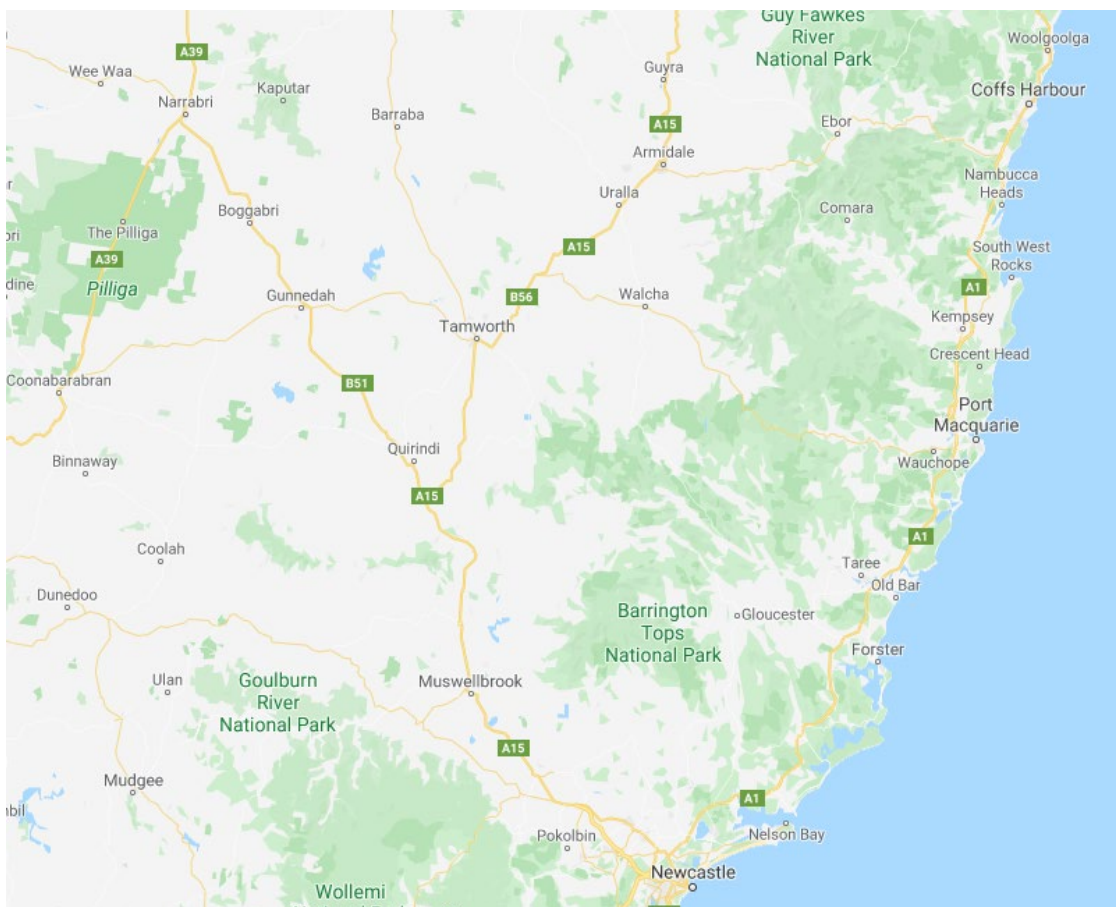 Guy Fawkes
River
National Park
Woolgoolga
A39
Wee Waa
Kaputar
Guyra
Coffs Harbour
Narrabri
Barraba
A15
Ebor
Armidale
Nambucca
Heads
Uralla
Comara
The Pilliga
Boggabri
A15
South West
Rocks
A39
Pilliga
dine
Gunnedah
B56
Walcha
A1
Tamworth
Kempsey
Crescent Head
Coonabarabran
B51
Port
Macquarie
Quirindi
Binnaway
Wauchope
A15
A1
Coolah
Taree
Old Bar
Dunedoo
Barrington
Tops
National Park
Gloucester
Forster
Ulan
Goulburn
River
National Park
Muswellbrook
A15
Mudgee
A1
Nelson Bay
Pokolbin
Newcastle
Wollemi